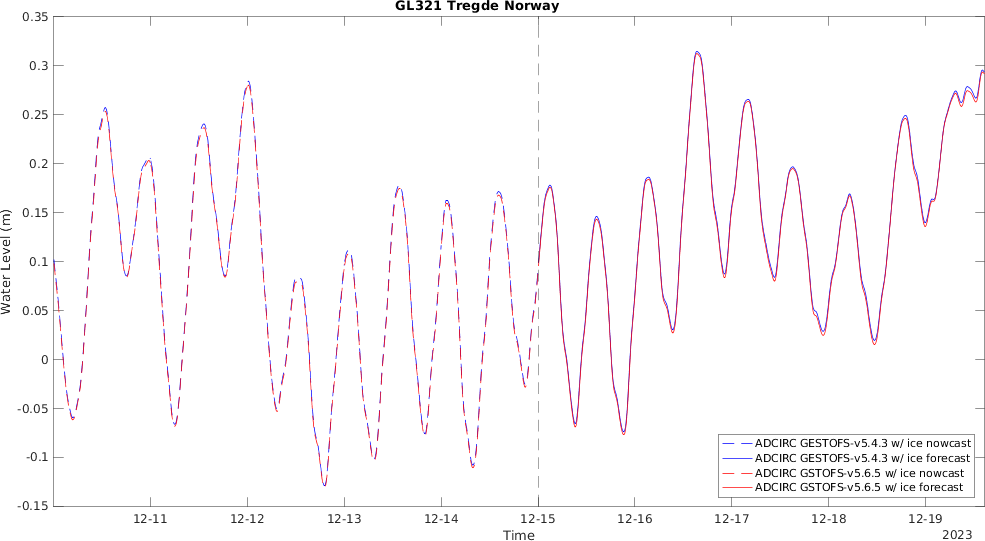 GL321 Tregde Norway
0.35
0.3
0.25
0.2
0.15
0.1
0.05
0
-0.05
-0.1
-0.15
Water Level (m)
ADCIRC GESTOFS-v5.4.3 w/ ice nowcast
ADCIRC GESTOFS-v5.4.3 w/ ice forecast
ADCIRC GSTOFS-v5.6.5 w/ ice nowcast
ADCIRC GSTOFS-v5.6.5 w/ ice forecast
12-11 12-12 12-13 12-14 12-15 12-16 12-17 12-18 12-19
Time
2023